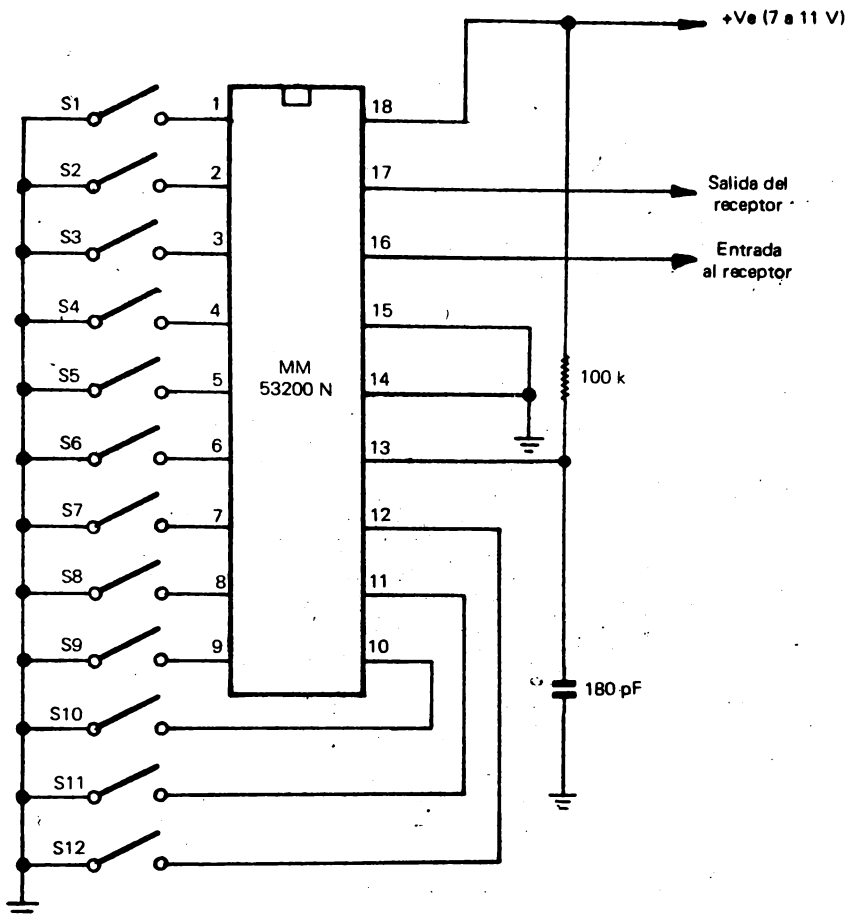 +Ve (7 a 11 V)
S1
1
18
S2
2
17
Salida del
receptor
S3
3
16
Entrada
al receptor
S4
4
15
MM
53200 N
S5
5
14
100 k
S6
6
13
S7
7
12
S8
8
11
S9
9
10
180 pF
S10
S11
S12